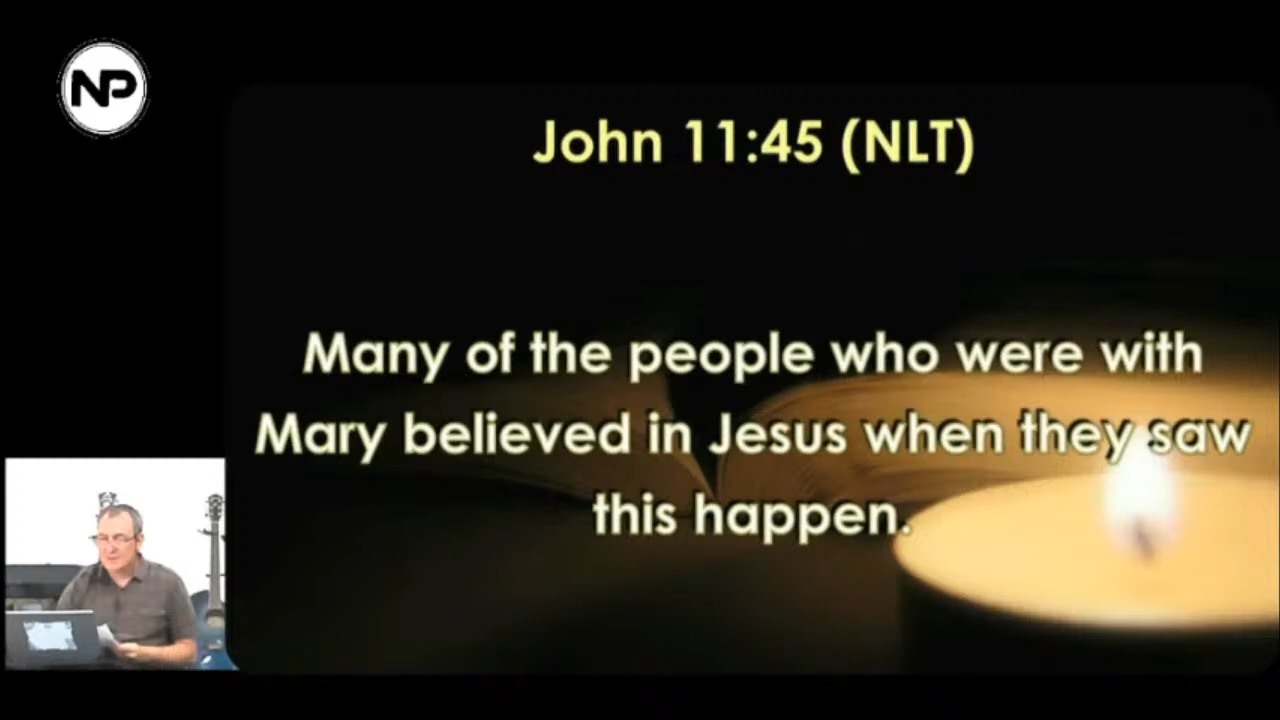 NP
John 11:45 (NLT)
Many of the people who were with
Mary believed in Jesus when they saw
this happen.